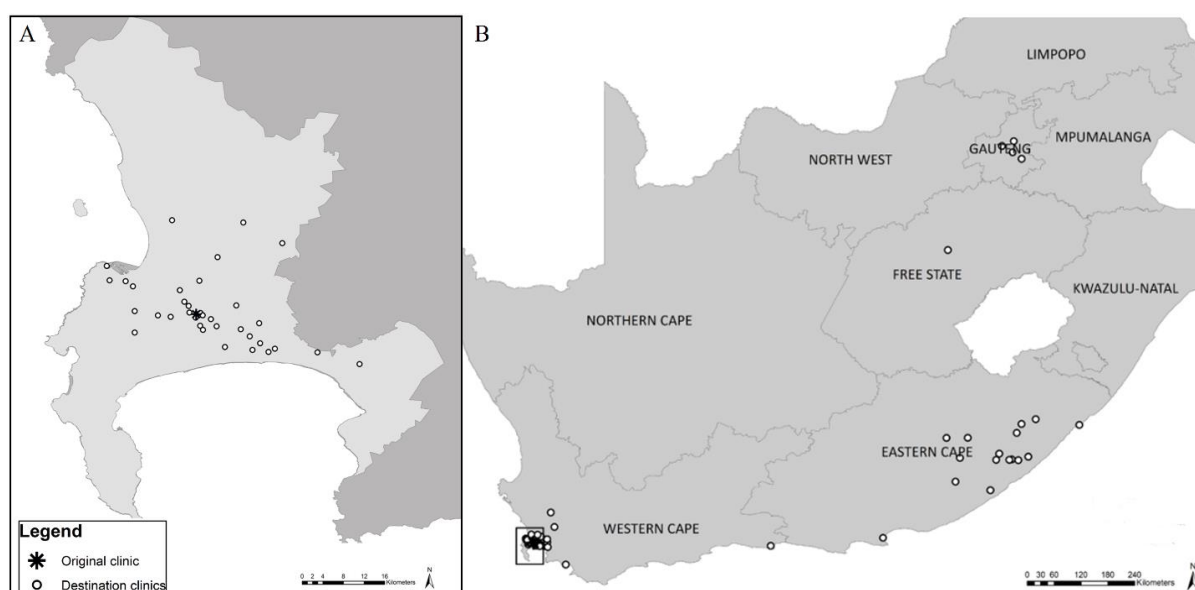 A
Legend
Original clinic
Destination clinics
0 2 4 8 12 16
Kilometers
N
B
LIMPOPO
MPUMALANGA
GAUTENG
NORTH WEST
FREE STATE
KWAZULU-NATAL
NORTHERN CAPE
EASTERN CAPE
WESTERN CAPE
0 30 60 120 180 240
Kilometers
N